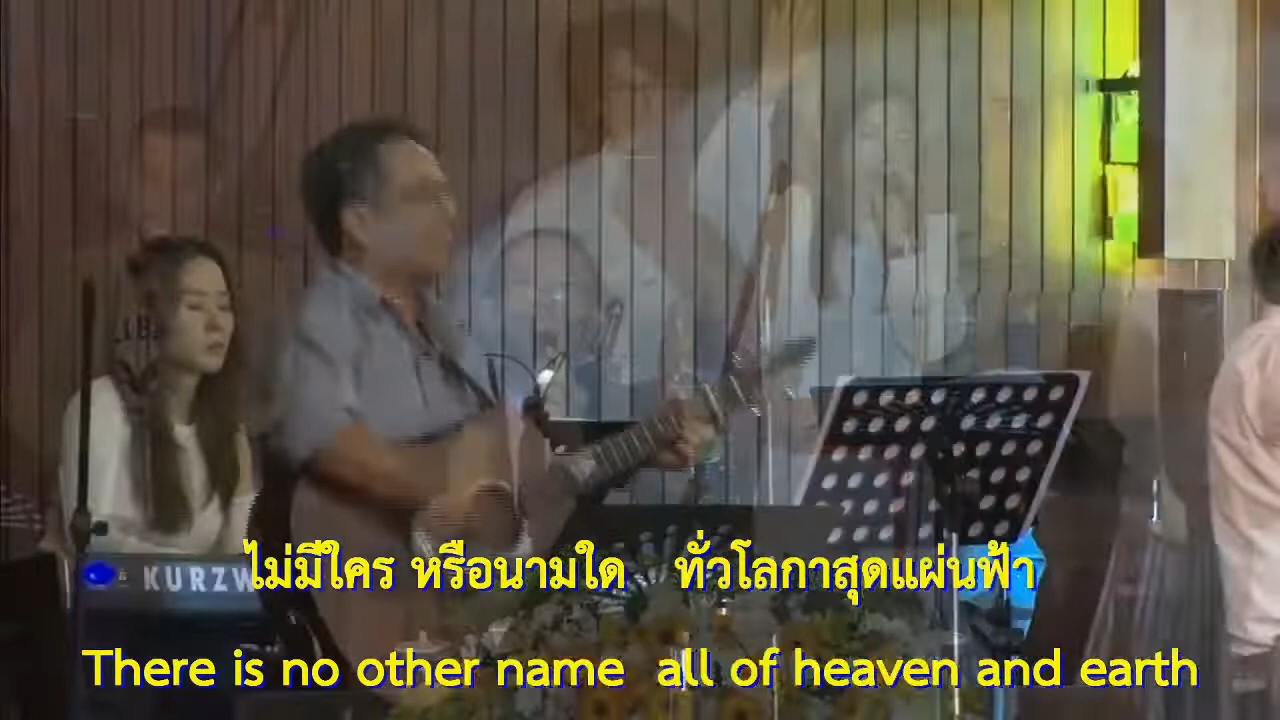 KURZW
ไม่มีใคร หรือนามใด ทั่วโลกาสุดแผ่นฟ้า
There is no other name all of heaven and earth